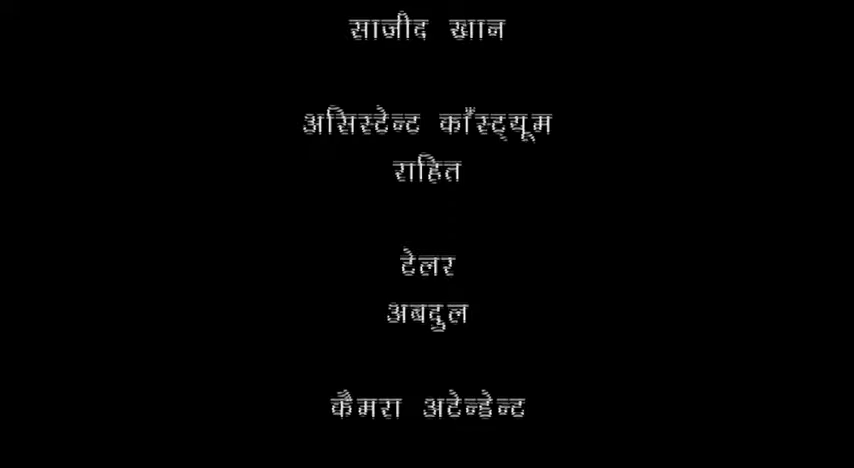 साजीद खान
असिस्टेन्ट कॉंस्ट्यूम
राहित
टेलर
अबदुल
कैमरा अटेन्डेन्ट